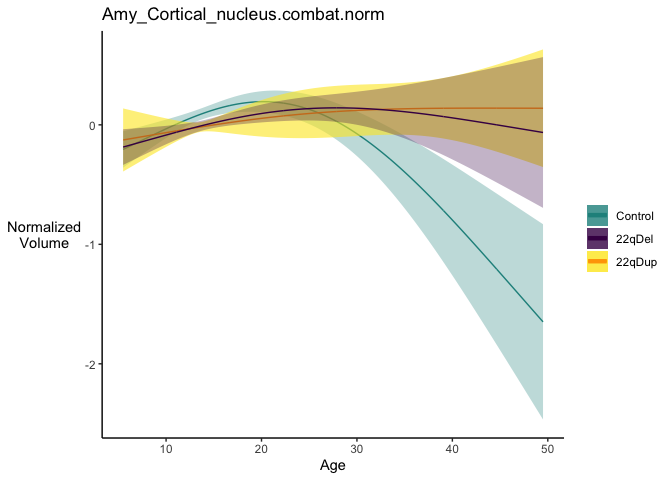 Amy_Cortical_nucleus.combat.norm
Normalized
Volume
0
-1
-2
10
20
30
40
50
Age
Control
22qDel
22qDup